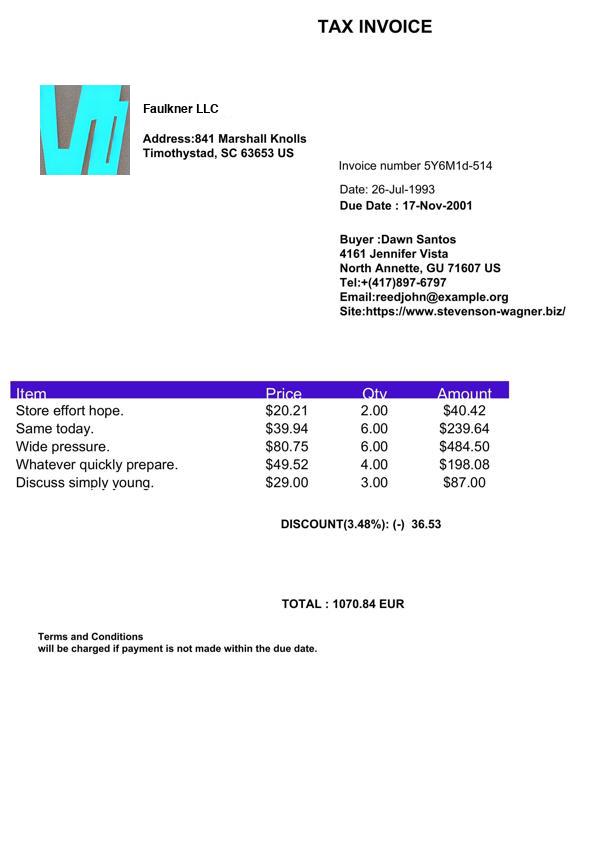 TAX INVOICE
Faulkner LLC
Address:841 Marshall Knolls
Timothystad, SC 63653 US
Invoice number 5Y6M1d-514
Date: 26-Jul-1993
Due Date : 17-Nov-2001
Buyer :Dawn Santos
4161 Jennifer Vista
North Annette, GU 71607 US
Tel:+(417)897-6797
Email:reedjohn@example.org
Site:https://www.stevenson-wagner.biz/
Item Price Qty Amount
Store effort hope. $20.21 2.00 $40.42
Same today. $39.94 6.00 $239.64
Wide pressure. $80.75 6.00 $484.50
Whatever quickly prepare. $49.52 4.00 $198.08
Discuss simply young. $29.00 3.00 $87.00
DISCOUNT(3.48%): (-) 36.53
TOTAL : 1070.84 EUR
Terms and Conditions
will be charged if payment is not made within the due date.